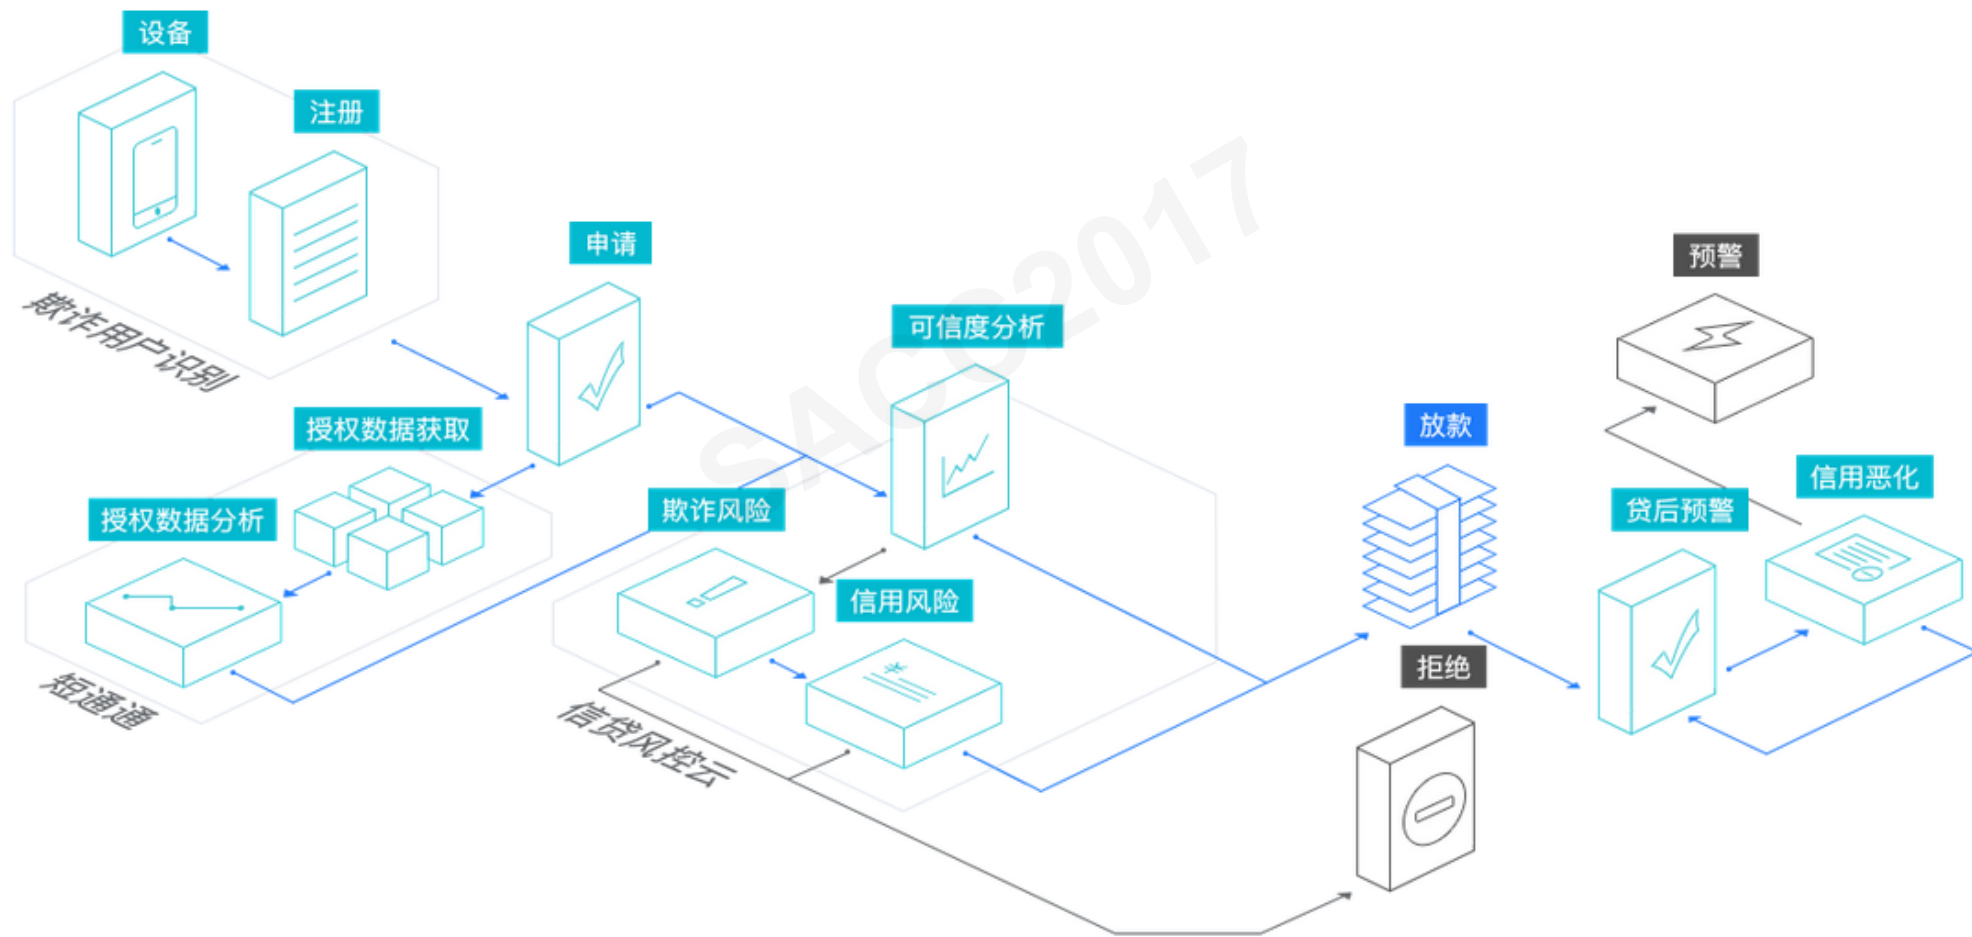 设备
注册
欺诈用户识别
申请
授权数据获取
授权数据分析
短通通
可信度分析
欺诈风险
信用风险
信贷风控云
放款
拒绝
预警
信用恶化
贷后预警
SACC2017